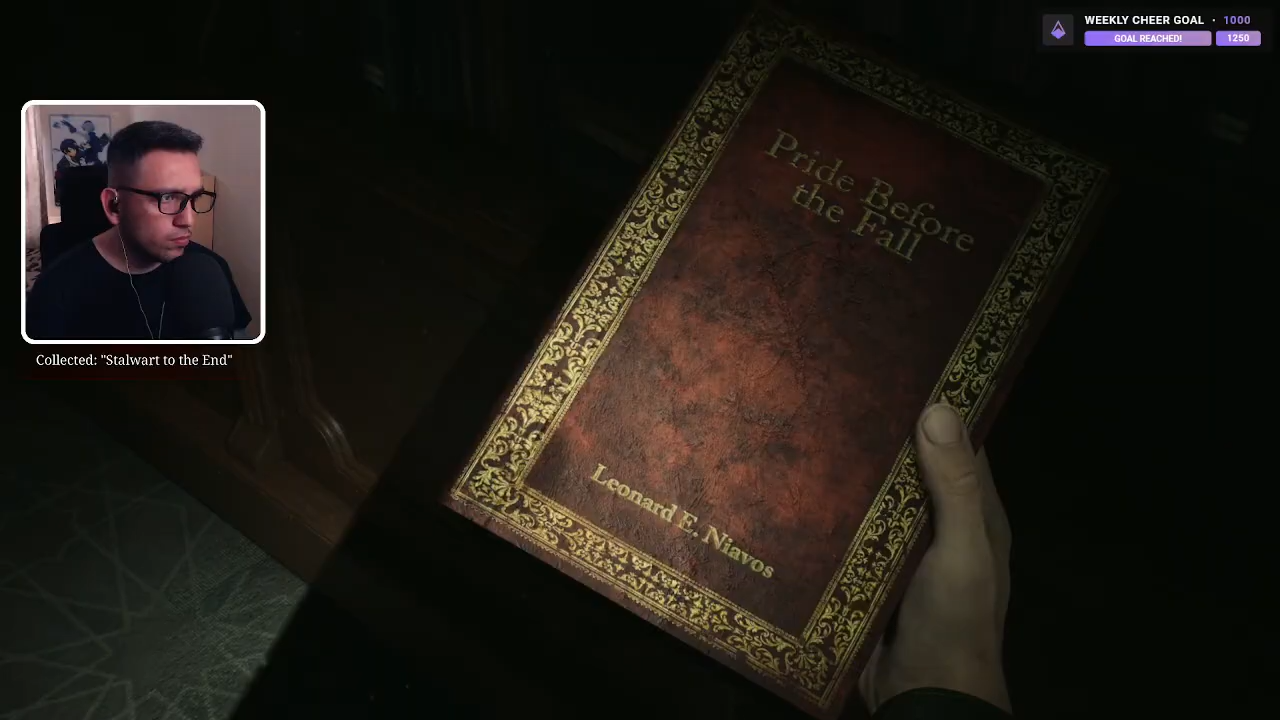 WEEKLY CHEER GOAL · 1000
GOAL REACHED! 1250
Pride Before
the Fall
Collected: "Stalwart to the End"
Leonard E. Niavos